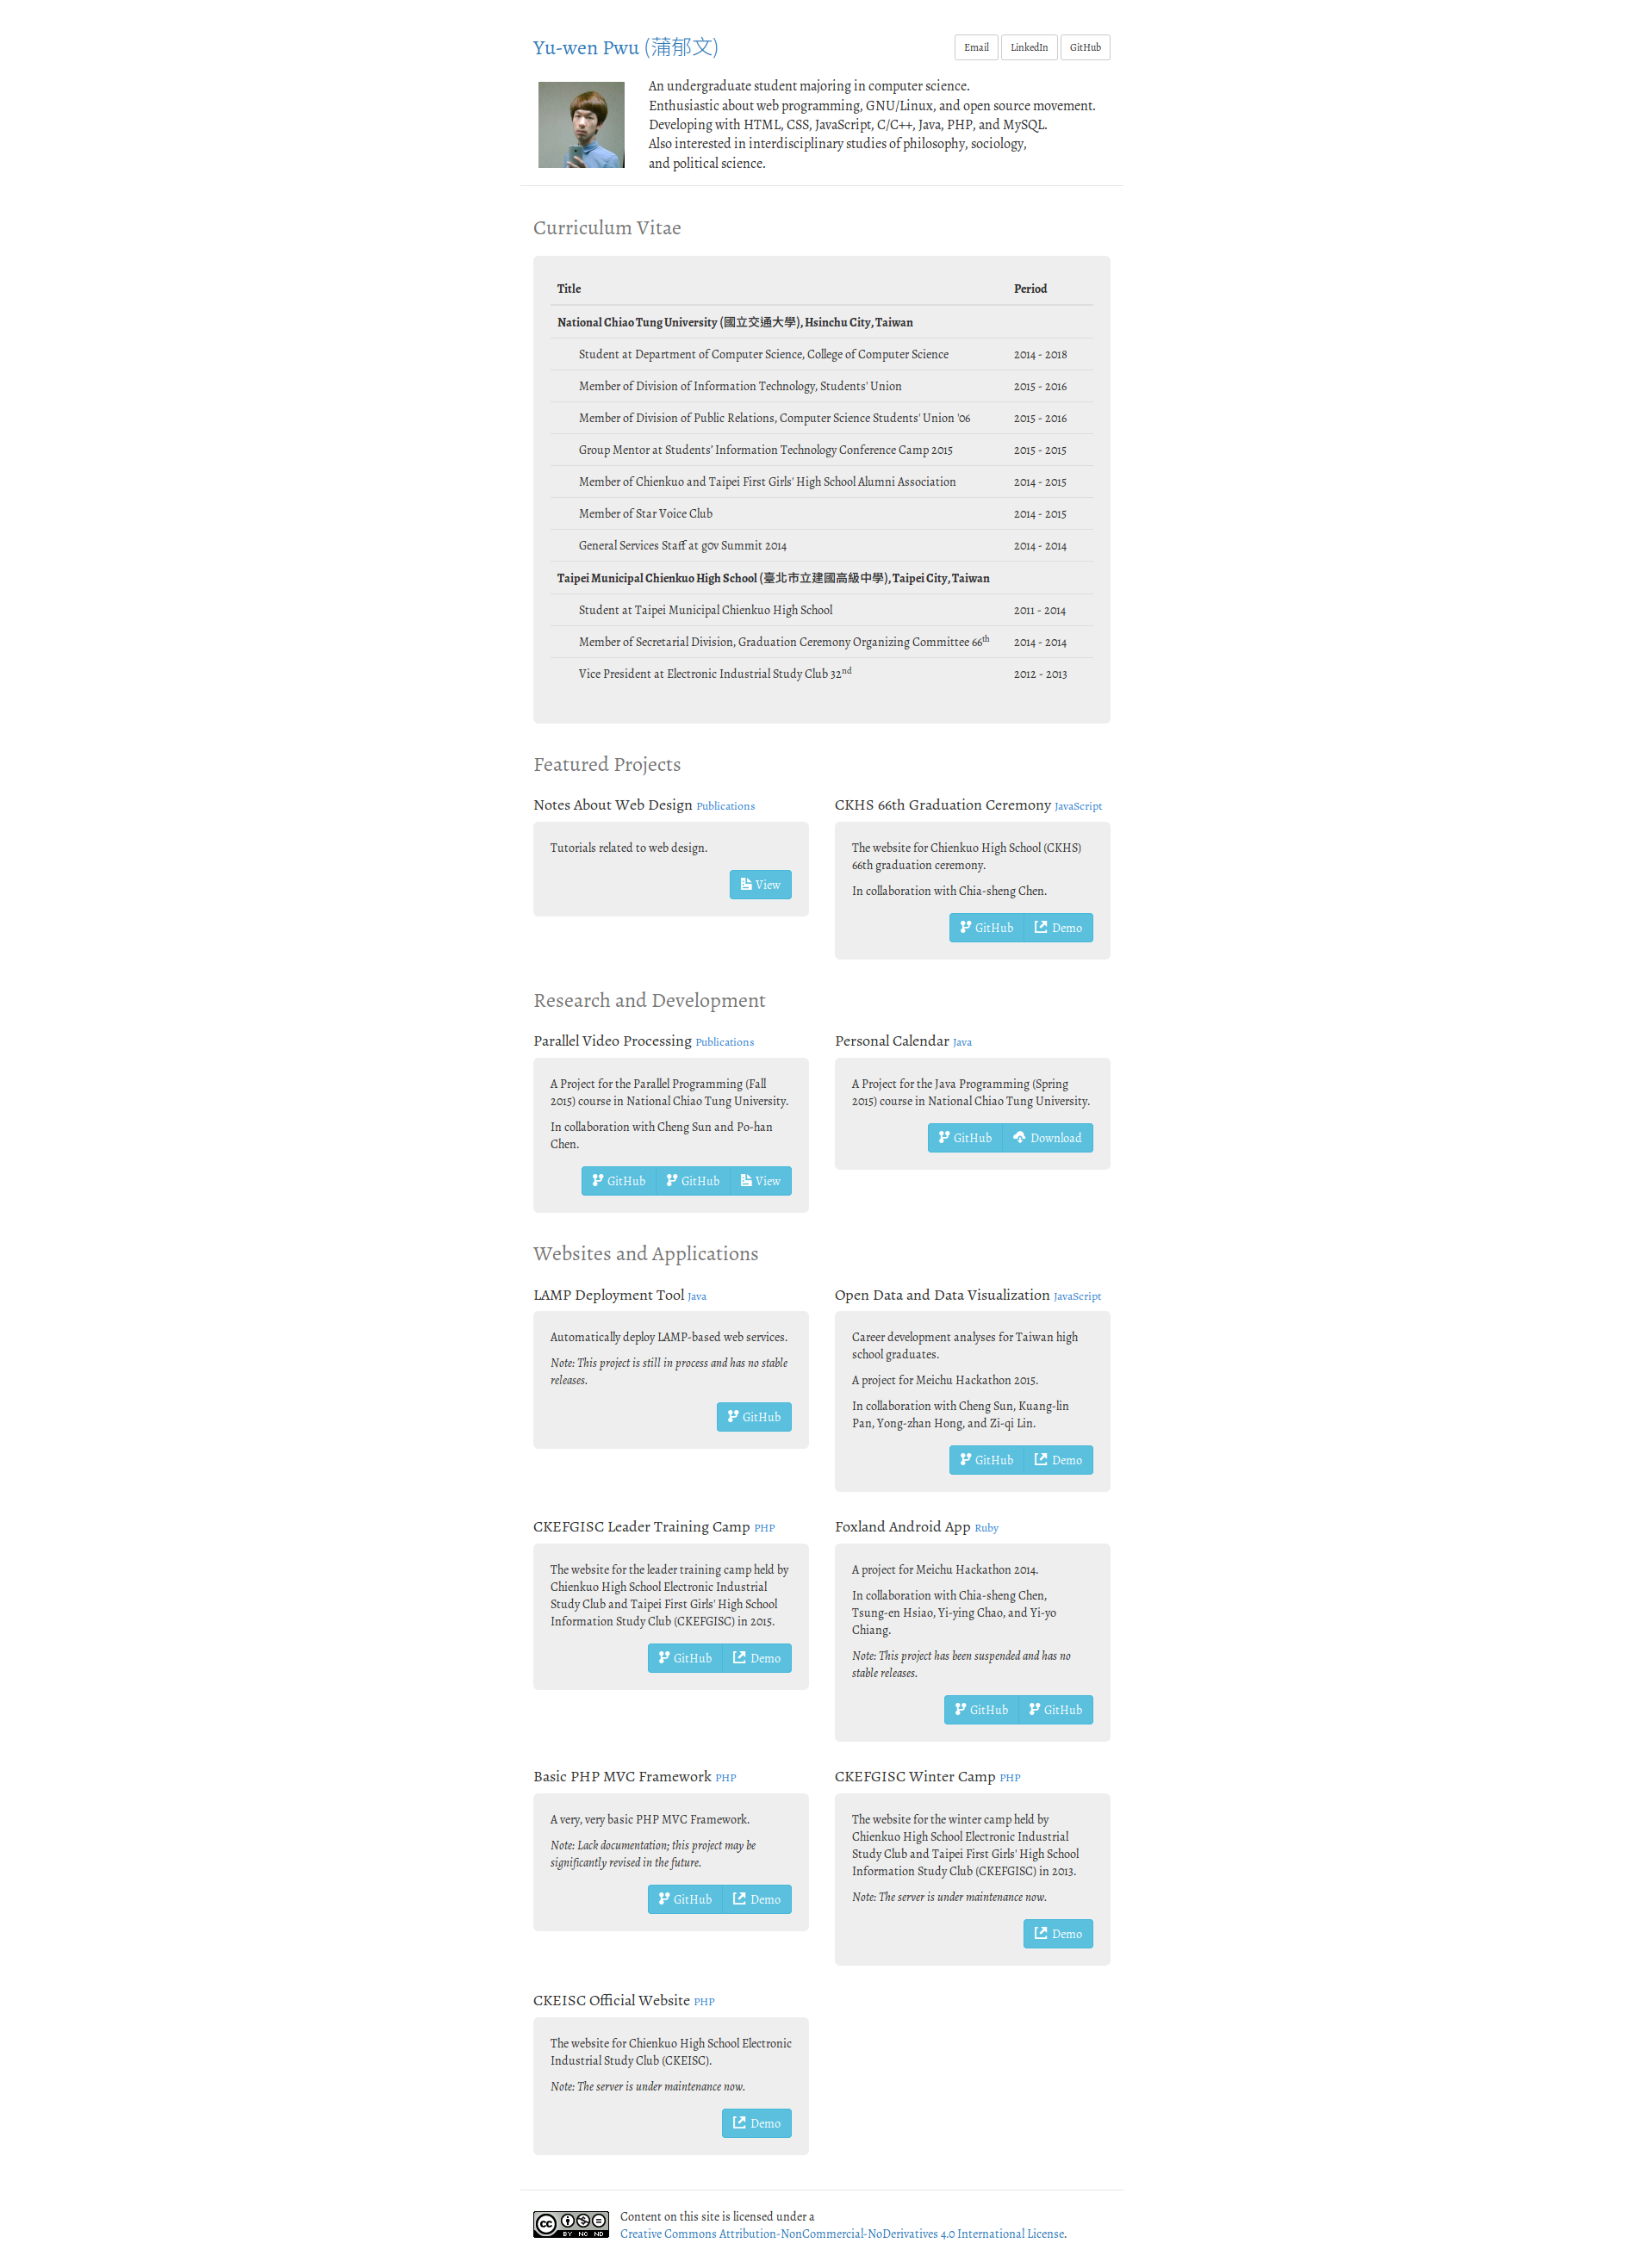 Yu-wen Pwu (蒲郁文)
Email LinkedIn GitHub
An undergraduate student majoring in computer science.
Enthusiastic about web programming, GNU/Linux, and open source movement.
Developing with HTML, CSS, JavaScript, C/C++, Java, PHP, and MySQL.
Also interested in interdisciplinary studies of philosophy, sociology,
and political science.
Curriculum Vitae
Title Period
National Chiao Tung University (國立交通大學), Hsinchu City, Taiwan
Student at Department of Computer Science, College of Computer Science 2014 - 2018
Member of Division of Information Technology, Students' Union 2015 - 2016
Member of Division of Public Relations, Computer Science Students' Union '06 2015 - 2016
Group Mentor at Students' Information Technology Conference Camp 2015 2015 - 2015
Member of Chienkuo and Taipei First Girls' High School Alumni Association 2014 - 2015
Member of Star Voice Club 2014 - 2015
General Services Staff at g0v Summit 2014 2014 - 2014
Taipei Municipal Chienkuo High School (臺北市立建國高級中學), Taipei City, Taiwan
Student at Taipei Municipal Chienkuo High School 2011 - 2014
Member of Secretarial Division, Graduation Ceremony Organizing Committee 66th 2014 - 2014
Vice President at Electronic Industrial Study Club 32nd 2012 - 2013
Featured Projects
Notes About Web Design Publications
Tutorials related to web design.
View
CKHS 66th Graduation Ceremony JavaScript
The website for Chienkuo High School (CKHS)
66th graduation ceremony.
In collaboration with Chia-sheng Chen.
GitHub Demo
Research and Development
Parallel Video Processing Publications
A Project for the Parallel Programming (Fall
2015) course in National Chiao Tung University.
In collaboration with Cheng Sun and Po-han
Chen.
GitHub GitHub View
Personal Calendar Java
A Project for the Java Programming (Spring
2015) course in National Chiao Tung University.
GitHub Download
Websites and Applications
LAMP Deployment Tool Java
Automatically deploy LAMP-based web services.
Note: This project is still in process and has no stable
releases.
GitHub
Open Data and Data Visualization JavaScript
Career development analyses for Taiwan high
school graduates.
A project for Meichu Hackathon 2015.
In collaboration with Cheng Sun, Kuang-lin
Pan, Yong-zhan Hong, and Zi-qi Lin.
GitHub Demo
CKEFGISC Leader Training Camp PHP
The website for the leader training camp held by
Chienkuo High School Electronic Industrial
Study Club and Taipei First Girls' High School
Information Study Club (CKEFGISC) in 2015.
GitHub Demo
Foxland Android App Ruby
A project for Meichu Hackathon 2014.
In collaboration with Chia-sheng Chen,
Tsung-en Hsiao, Yi-ying Chao, and Yi-yo
Chiang.
Note: This project has been suspended and has no
stable releases.
GitHub GitHub
Basic PHP MVC Framework PHP
A very, very basic PHP MVC Framework.
Note: Lack documentation; this project may be
significantly revised in the future.
GitHub Demo
CKEFGISC Winter Camp PHP
The website for the winter camp held by
Chienkuo High School Electronic Industrial
Study Club and Taipei First Girls' High School
Information Study Club (CKEFGISC) in 2013.
Note: The server is under maintenance now.
Demo
CKEISC Official Website PHP
The website for Chienkuo High School Electronic
Industrial Study Club (CKEISC).
Note: The server is under maintenance now.
Demo
cc BY NC ND
Content on this site is licensed under a
Creative Commons Attribution-NonCommercial-NoDerivatives 4.0 International License.